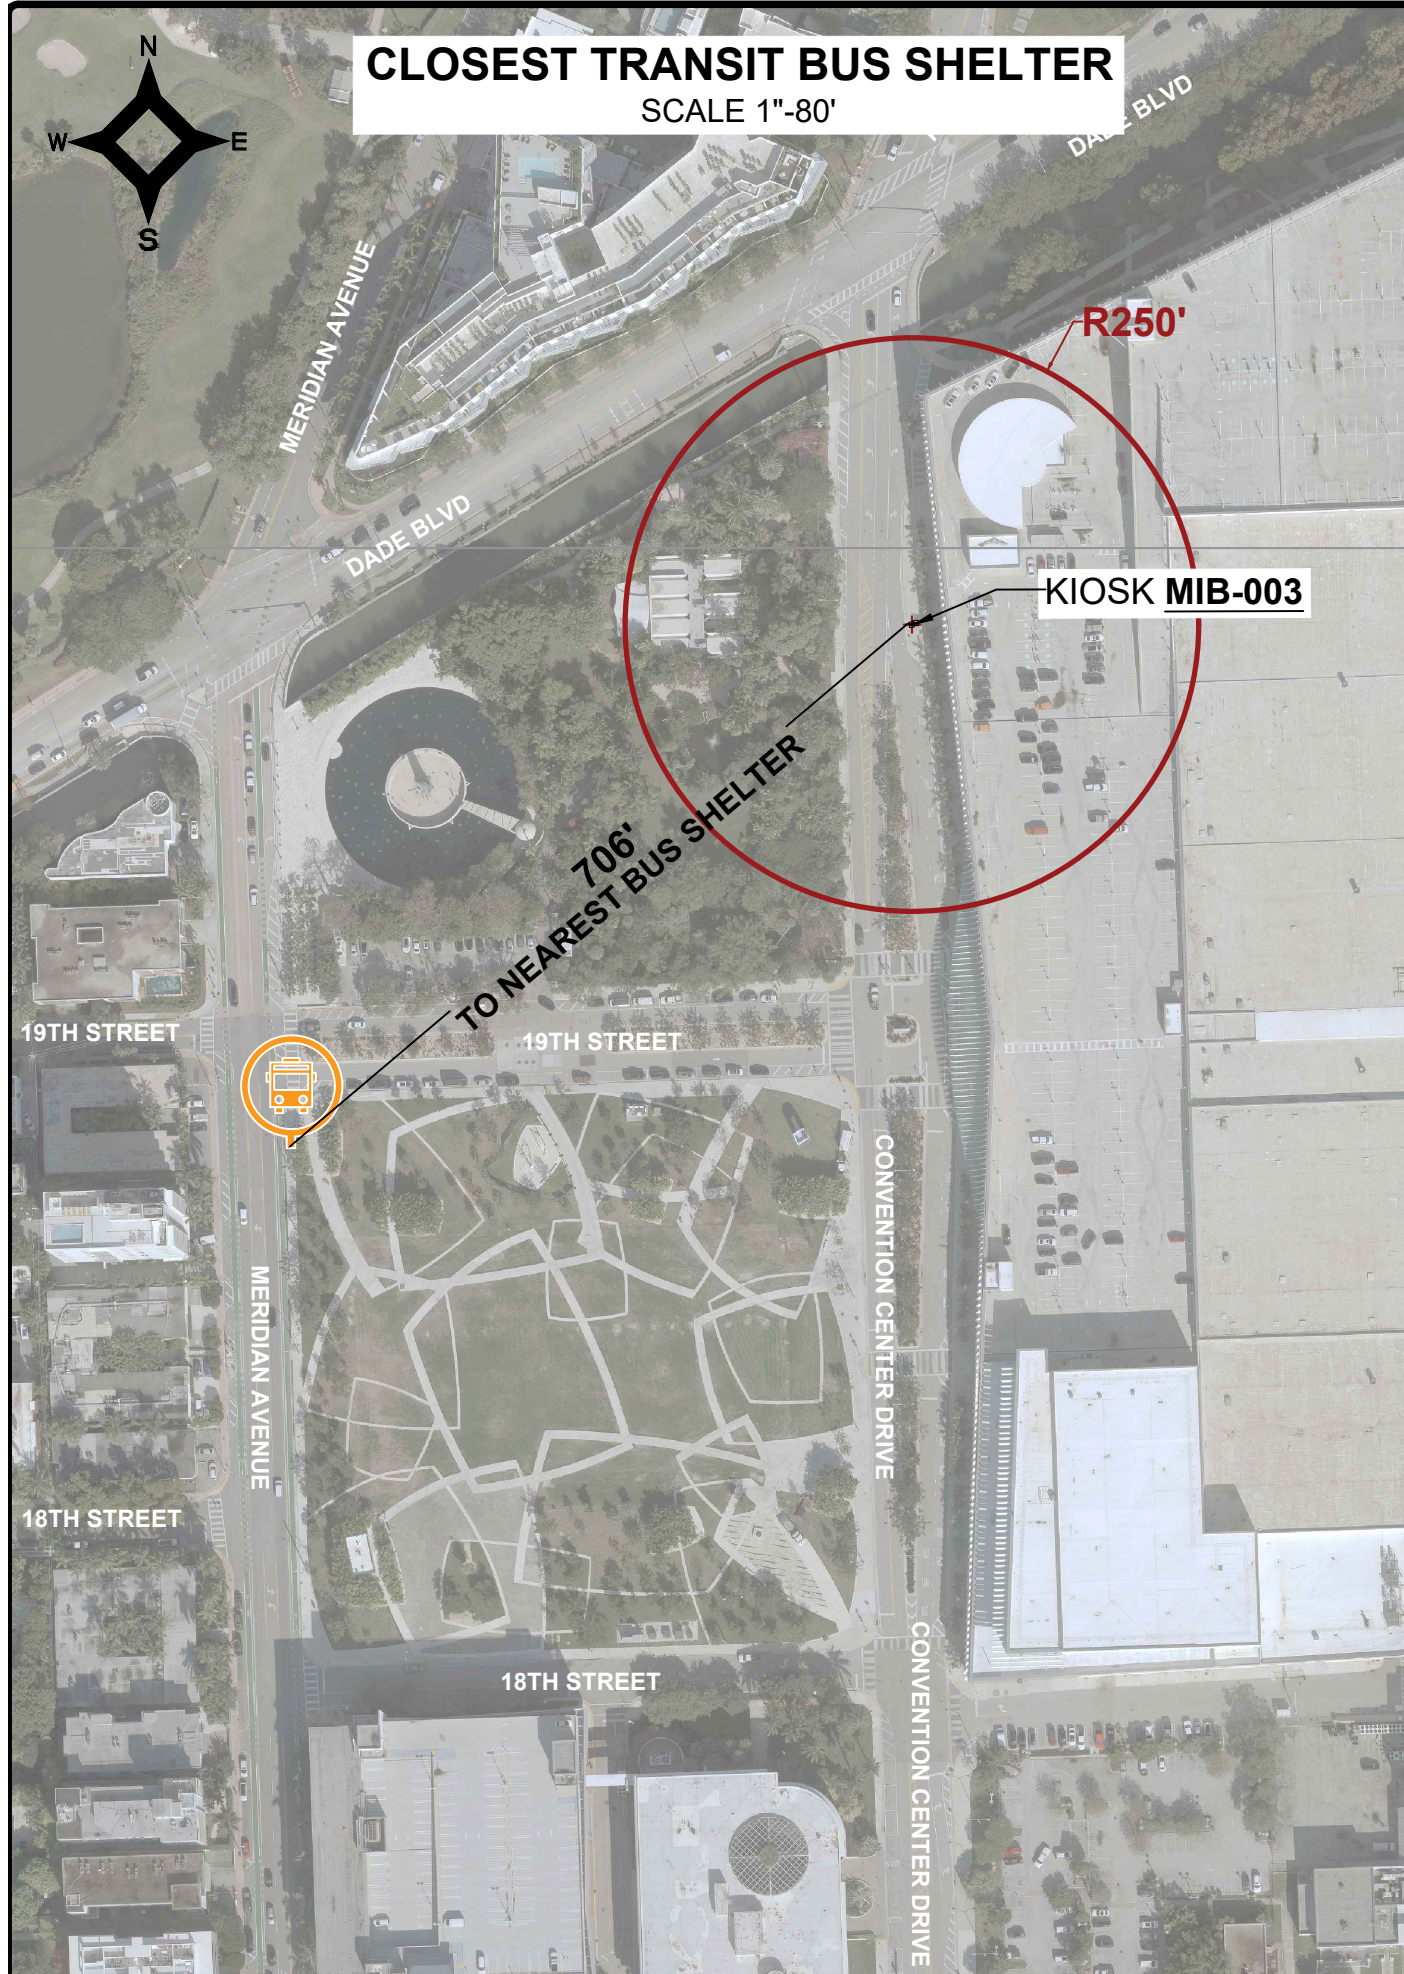 N
W
E
S
CLOSEST TRANSIT BUS SHELTER
SCALE 1"-80'
DADE BLVD
MERIDIAN AVENUE
R250'
DADE BLVD
KIOSK MIB-003
706'
TO NEAREST BUS SHELTER
19TH STREET
19TH STREET
CONVENTION CENTER DRIVE
MERIDIAN AVENUE
18TH STREET
18TH STREET
CONVENTION CENTER DRIVE